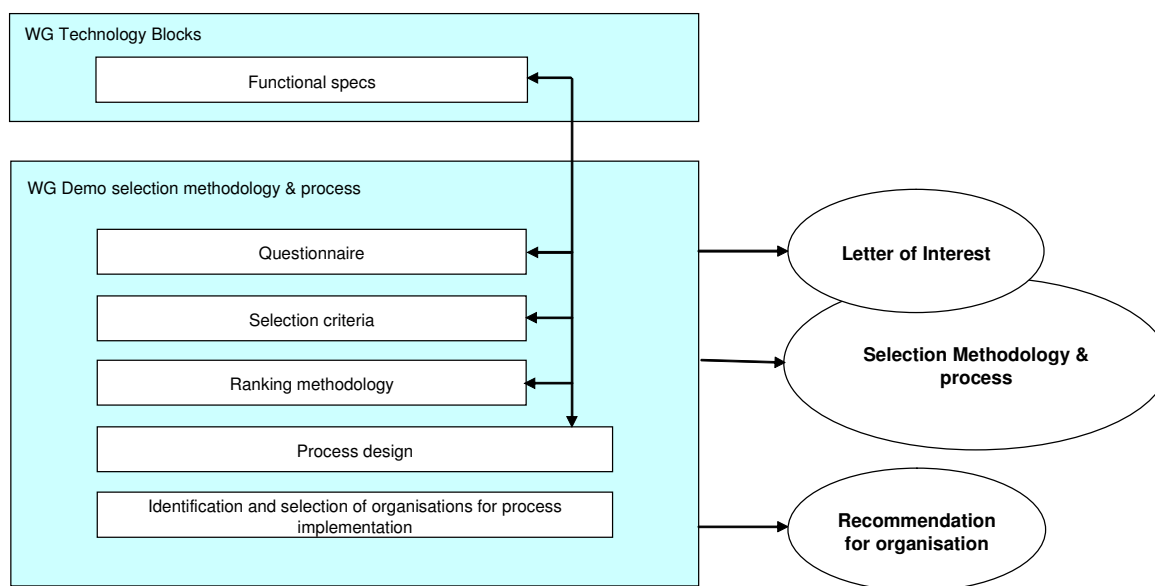 WG Technology Blocks
Functional specs
WG Demo selection methodology & process
Questionnaire
Selection criteria
Ranking methodology
Process design
Identification and selection of organisations for process
implementation
Letter of Interest
Selection Methodology &
process
Recommendation
for organisation